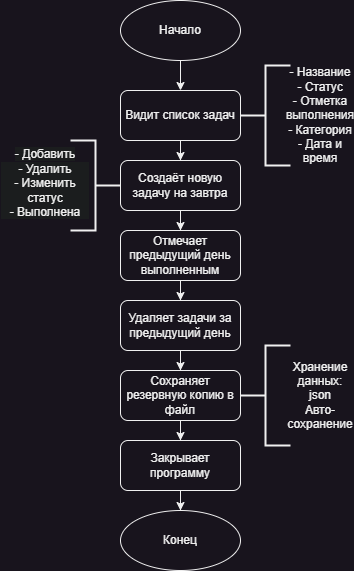 Начало
Видит список задач
- Название
- Статус
- Отметка
выполнения
- Категория
- Дата и
время
- Добавить
- Удалить
- Изменить
статус
- Выполнена
Создаёт новую
задачу на завтра
Отмечает
предыдущий день
выполненным
Удаляет задачи за
предыдущий день
Сохраняет
резервную копию в
файл
Хранение
данных:
json
Авто-
сохранение
Закрывает
программу
Конец